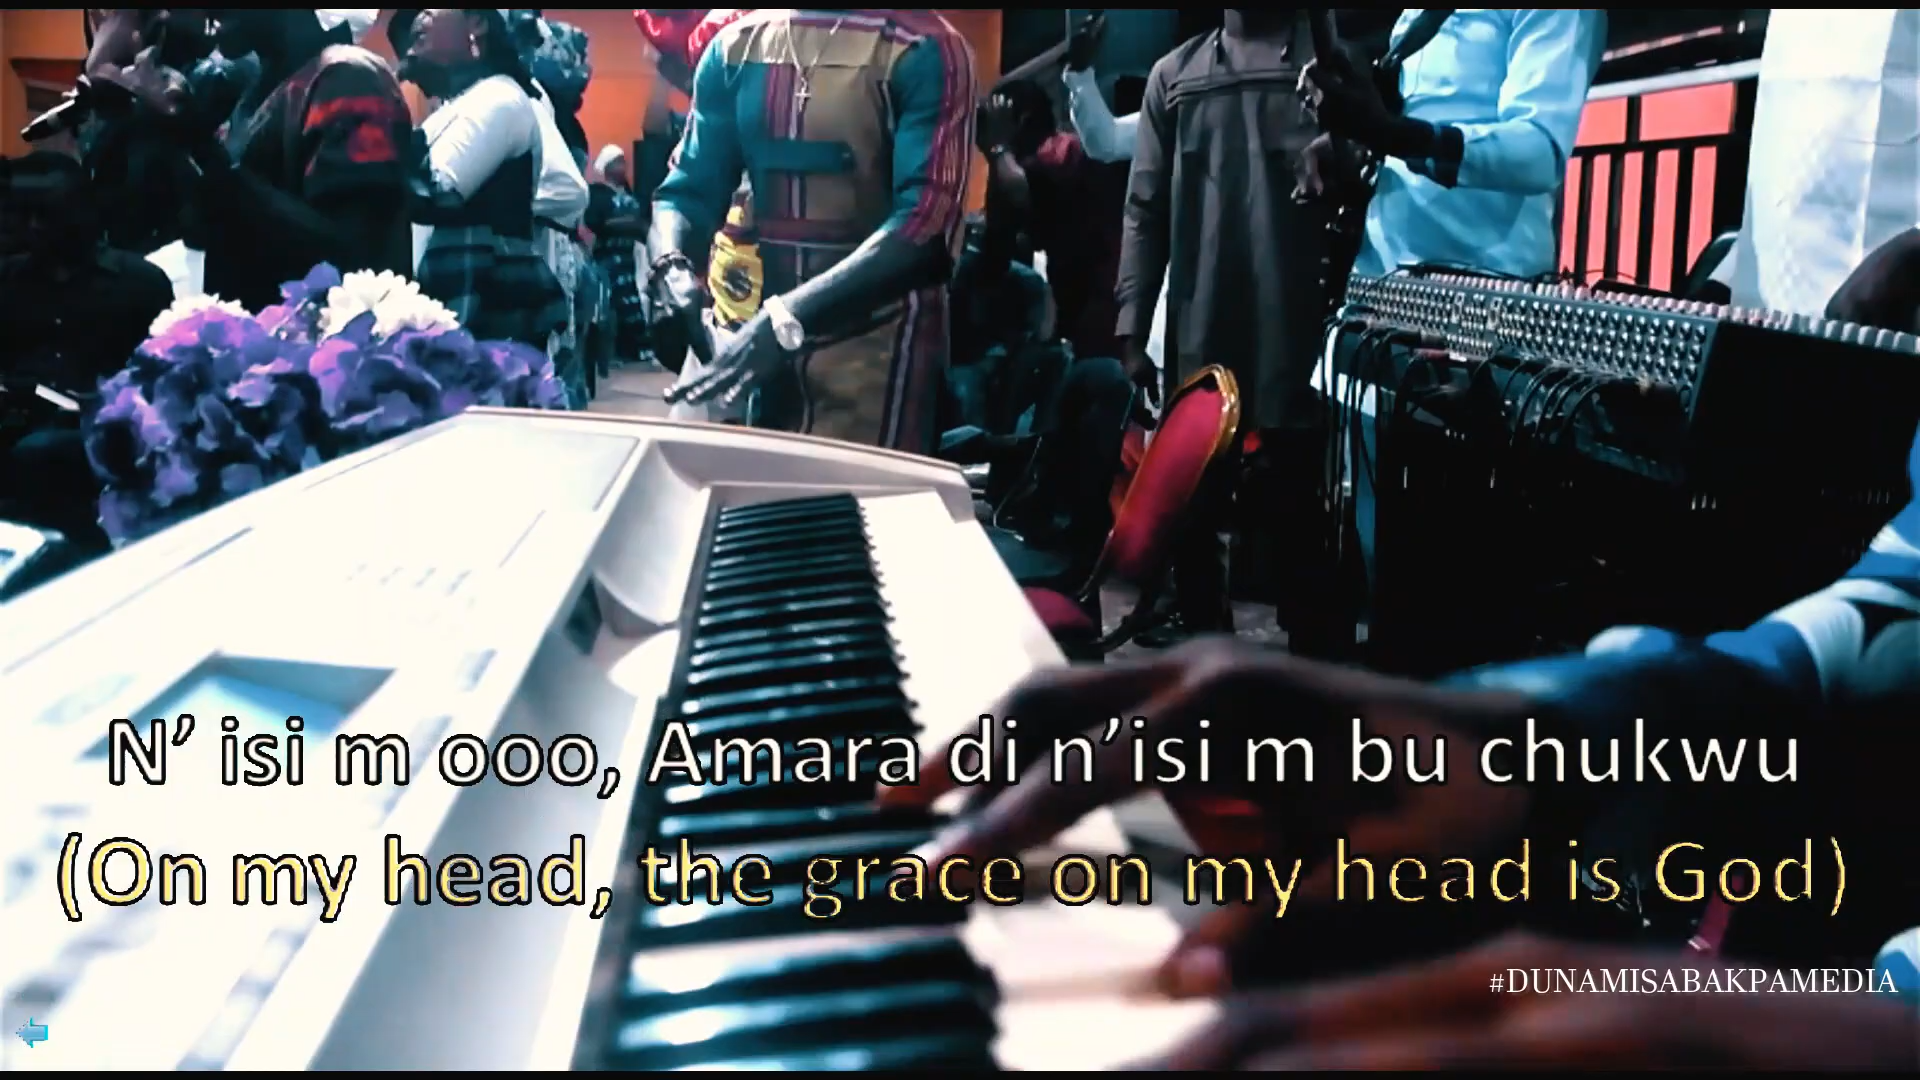 N’ isi m ooo, Amara di n’isi m bu chukwu
(On my head, the grace on my head is God)
#DUNAMISABAKPAMEDIA